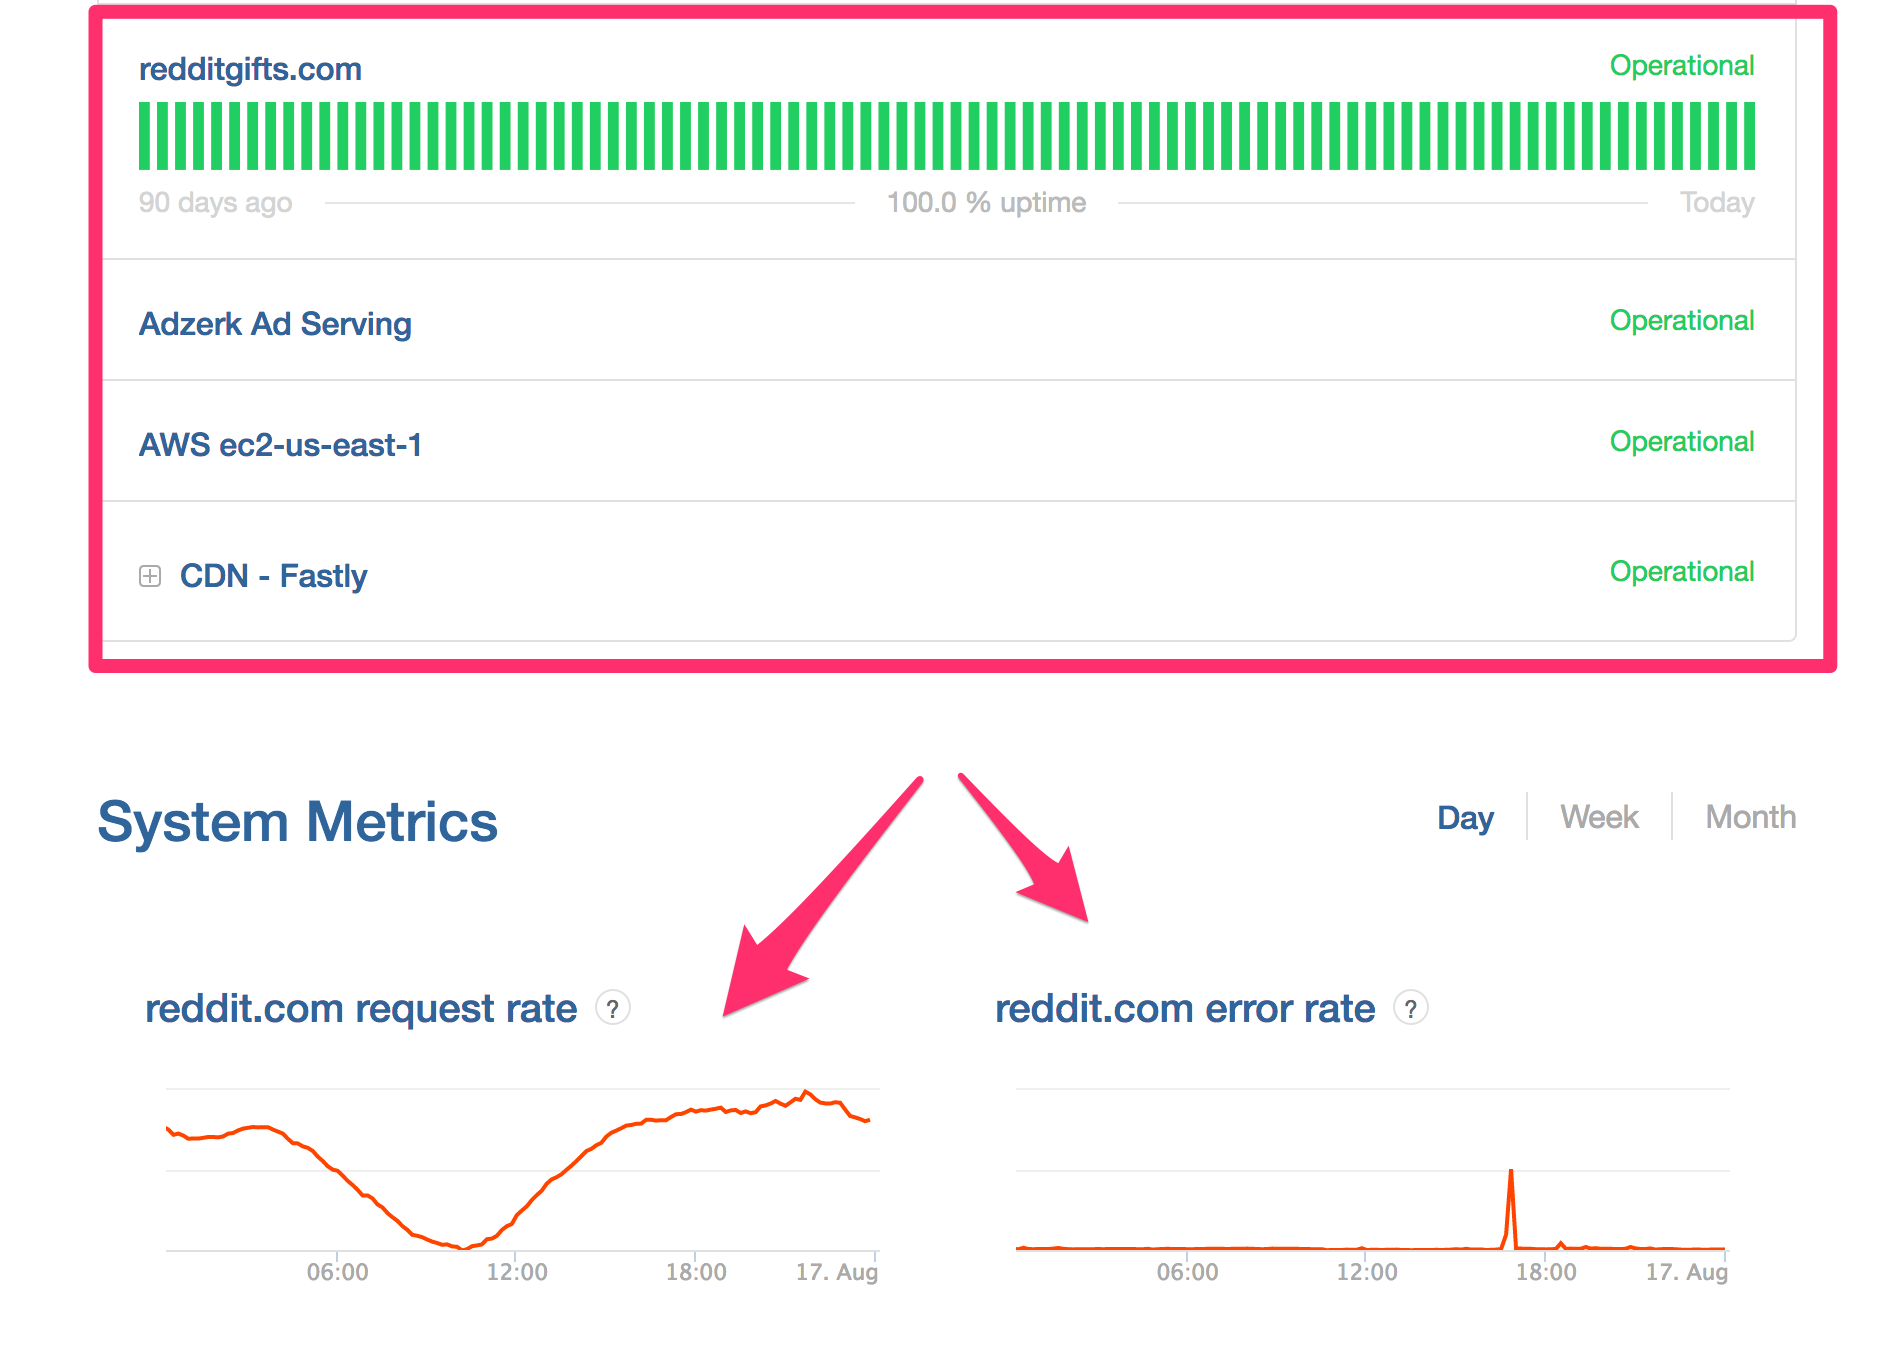 redditgifts.com
Operational
90 days ago
100.0 % uptime
Today
Adzerk Ad Serving
Operational
AWS ec2-us-east-1
Operational
CDN - Fastly
Operational
System Metrics
Day
Week
Month
reddit.com request rate ?
reddit.com error rate ?
06:00
12:00
18:00
17. Aug
06:00
12:00
18:00
17. Aug